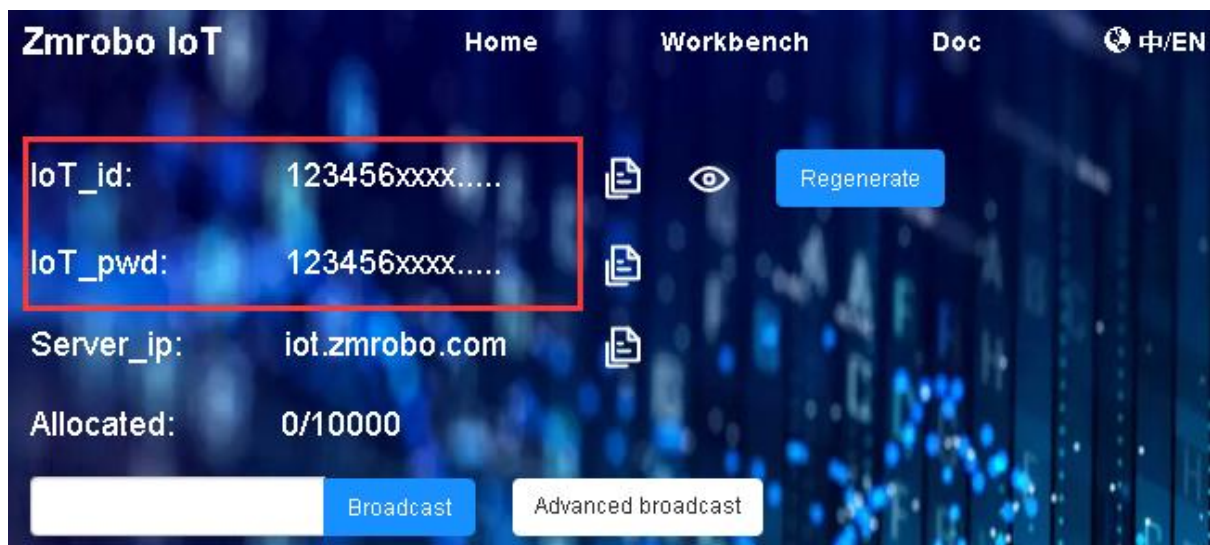 Zmrobo IoT Home Workbench Doc 中/EN
IoT_id: 123456xxxx..... Regenerate
IoT_pwd: 123456xxxx.....
Server_ip: iot.zmrobo.com
Allocated: 0/10000
Broadcast Advanced broadcast